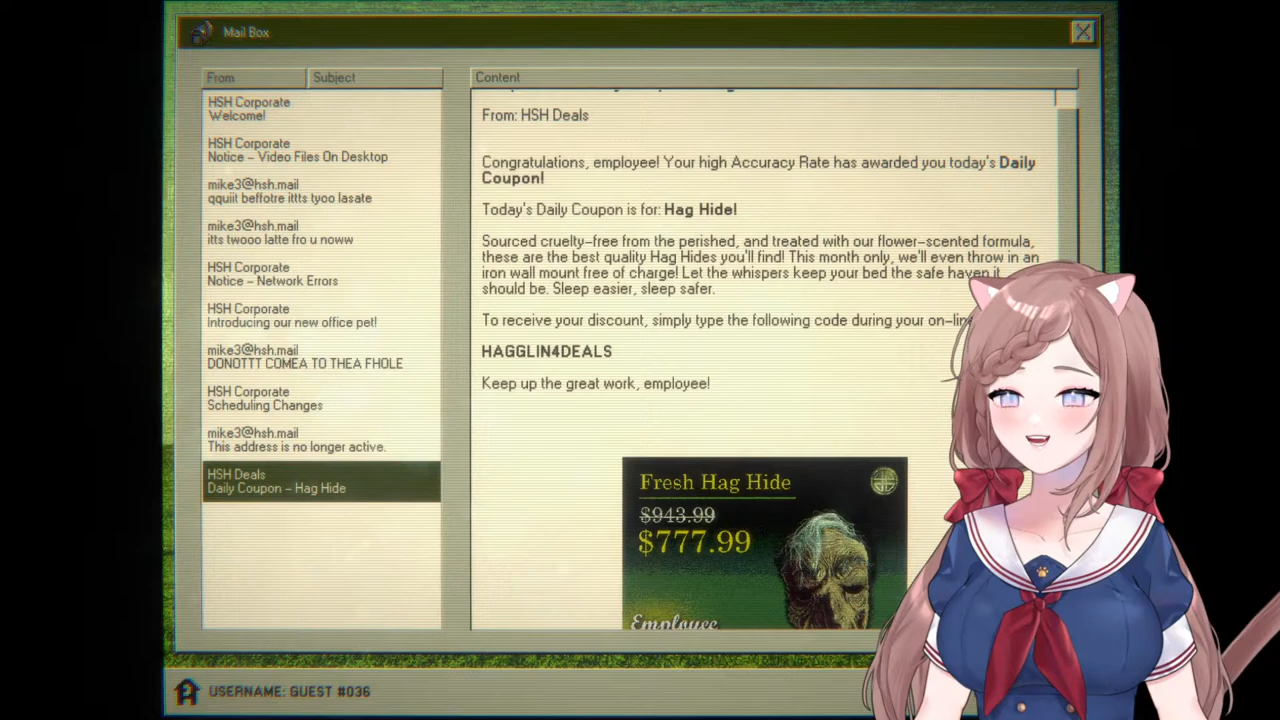 Mail Box
From
Subject
Content
HSH Corporate
Welcome!
HSH Corporate
Notice – Video Files On Desktop
mike3@hsh.mail
qquiit beffotre ittts tyoo lasate
mike3@hsh.mail
itts twooo latte fro u noww
HSH Corporate
Notice – Network Errors
HSH Corporate
Introducing our new office pet!
mike3@hsh.mail
DONOTTT COMEA TO THEA FHOLE
HSH Corporate
Scheduling Changes
mike3@hsh.mail
This address is no longer active.
HSH Deals
Daily Coupon – Hag Hide
From: HSH Deals
Congratulations, employee! Your high Accuracy Rate has awarded you today's Daily
Coupon!
Today's Daily Coupon is for: Hag Hide!
Sourced cruelty-free from the perished, and treated with our flower-scented formula,
these are the best quality Hag Hides you'll find! This month only, we'll even throw in an
iron wall mount free of charge! Let the whispers keep your bed the safe haven it
should be. Sleep easier, sleep safer.
To receive your discount, simply type the following code during your
HAGGLIN4DEALS
Keep up the great work, employee!
Fresh Hag Hide
$943.99
$777.99
Employee
USERNAME: GUEST #036